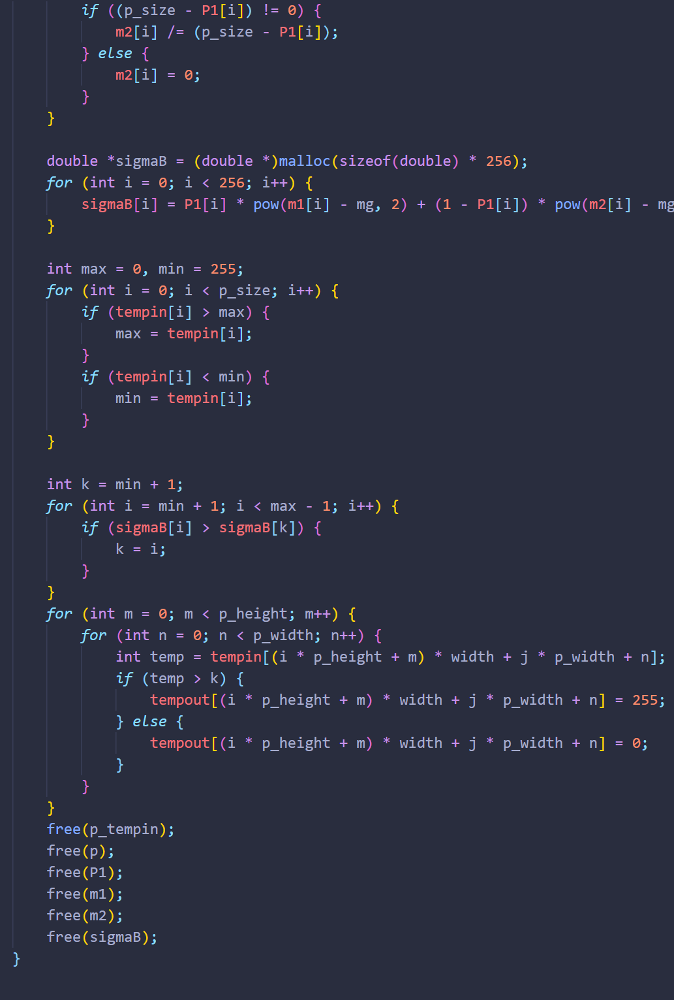 if ((p_size - P1[i]) != 0) {
m2[i] /= (p_size - P1[i]);
} else {
m2[i] = 0;
}
}
double *sigmaB = (double *)malloc(sizeof(double) * 256);
for (int i = 0; i < 256; i++) {
sigmaB[i] = P1[i] * pow(m1[i] - mg, 2) + (1 - P1[i]) * pow(m2[i] - mg
}
int max = 0, min = 255;
for (int i = 0; i < p_size; i++) {
if (tempin[i] > max) {
max = tempin[i];
}
if (tempin[i] < min) {
min = tempin[i];
}
}
int k = min + 1;
for (int i = min + 1; i < max - 1; i++) {
if (sigmaB[i] > sigmaB[k]) {
k = i;
}
}
for (int m = 0; m < p_height; m++) {
for (int n = 0; n < p_width; n++) {
int temp = tempin[(i * p_height + m) * width + j * p_width + n];
if (temp > k) {
tempout[(i * p_height + m) * width + j * p_width + n] = 255;
} else {
tempout[(i * p_height + m) * width + j * p_width + n] = 0;
}
}
}
free(p_tempin);
free(p);
free(P1);
free(m1);
free(m2);
free(sigmaB);
}